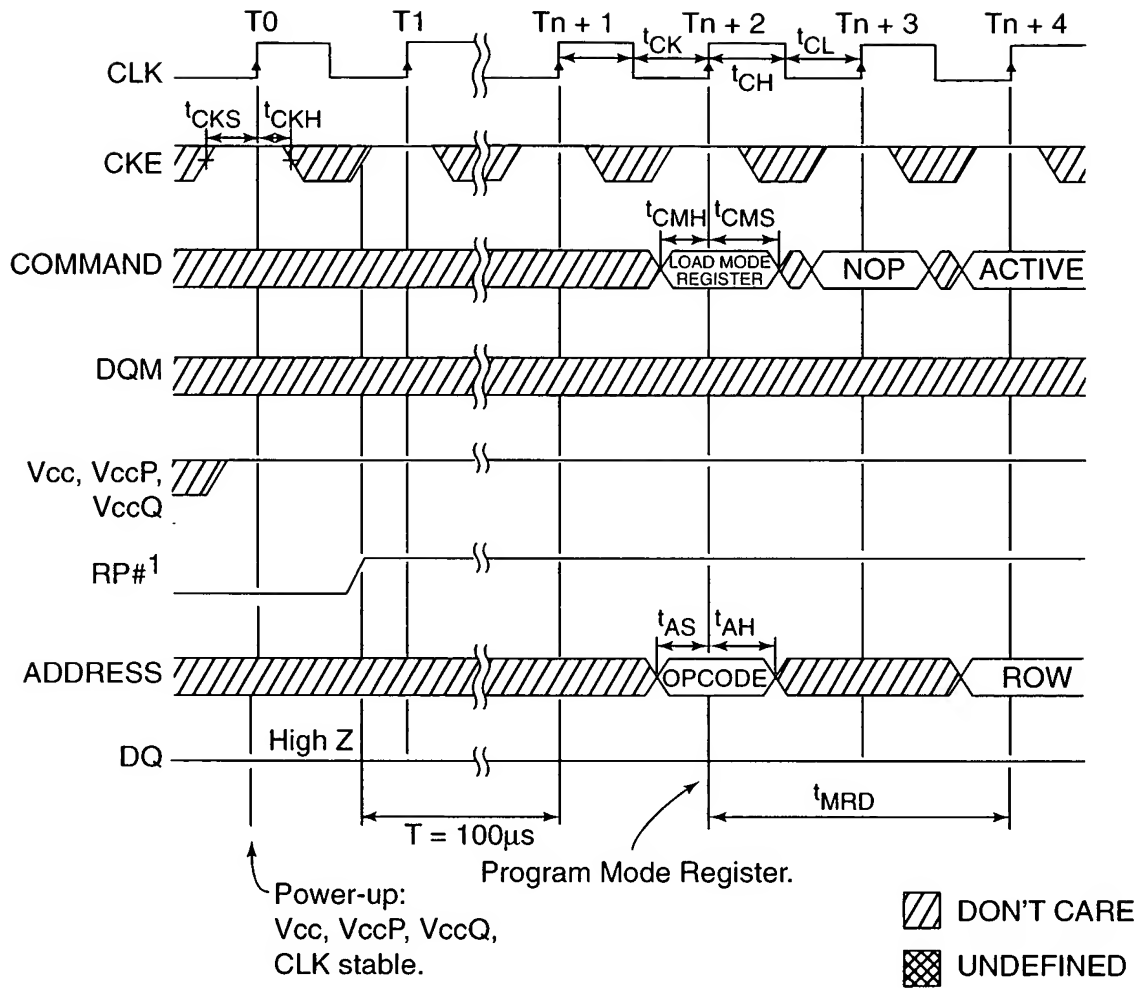 T0 T1 Tn + 1 Tn + 2 Tn + 3 Tn + 4
tCK tCL
CLK
tCH
tCKS tCKH
CKE
tCMH tCMS
COMMAND LOAD MODE REGISTER NOP ACTIVE
DQM
Vcc, VccP,
VccQ
RP#1
tAS tAH
ADDRESS OPCODE ROW
High Z
DQ
tMRD
T = 100μs
Program Mode Register.
Power-up:
Vcc, VccP, VccQ,
CLK stable.
DON'T CARE
UNDEFINED